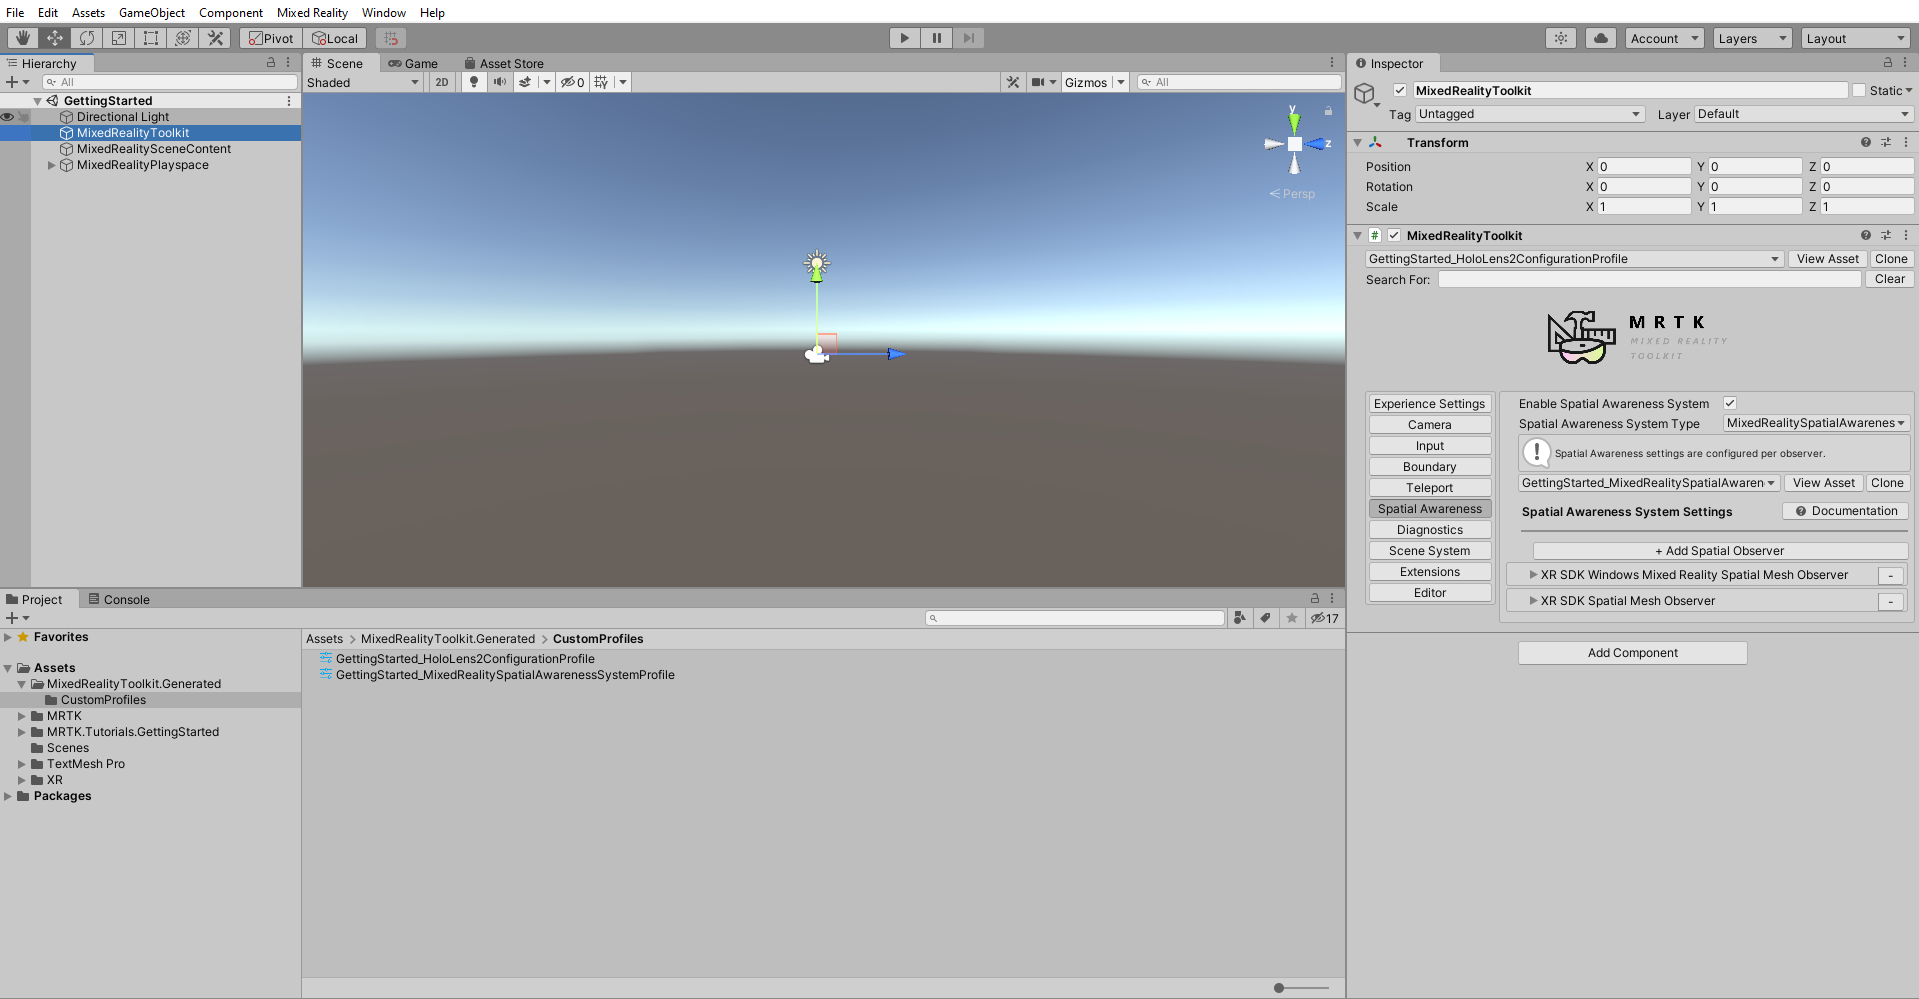 File Edit Assets GameObject Component Mixed Reality Window Help
Pivot Local Account Layers Layout
Hierarchy
All
GettingStarted
Directional Light
MixedRealityToolkit
MixedRealitySceneContent
MixedRealityPlayspace
Scene Game Asset Store
Shaded 2D 0 Gizmos All
y
z
Persp
Inspector
MixedRealityToolkit Static
Tag Untagged Layer Default
Transform
Position X 0 Y 0 Z 0
Rotation X 0 Y 0 Z 0
Scale X 1 Y 1 Z 1
# MixedRealityToolkit
GettingStarted_HoloLens2ConfigurationProfile View Asset Clone
Search For: Clear
MRTK
MIXED REALITY
TOOLKIT
Experience Settings
Camera
Input
Boundary
Teleport
Spatial Awareness
Diagnostics
Scene System
Extensions
Editor
Enable Spatial Awareness System
Spatial Awareness System Type MixedRealitySpatialAwarenes
Spatial Awareness settings are configured per observer.
GettingStarted_MixedRealitySpatialAwaren View Asset Clone
Spatial Awareness System Settings Documentation
+ Add Spatial Observer
XR SDK Windows Mixed Reality Spatial Mesh Observer -
XR SDK Spatial Mesh Observer -
Add Component
Project Console
17
Favorites
Assets
MixedRealityToolkit.Generated
CustomProfiles
MRTK
MRTK.Tutorials.GettingStarted
Scenes
TextMesh Pro
XR
Packages
Assets > MixedRealityToolkit.Generated > CustomProfiles
GettingStarted_HoloLens2ConfigurationProfile
GettingStarted_MixedRealitySpatialAwarenessSystemProfile